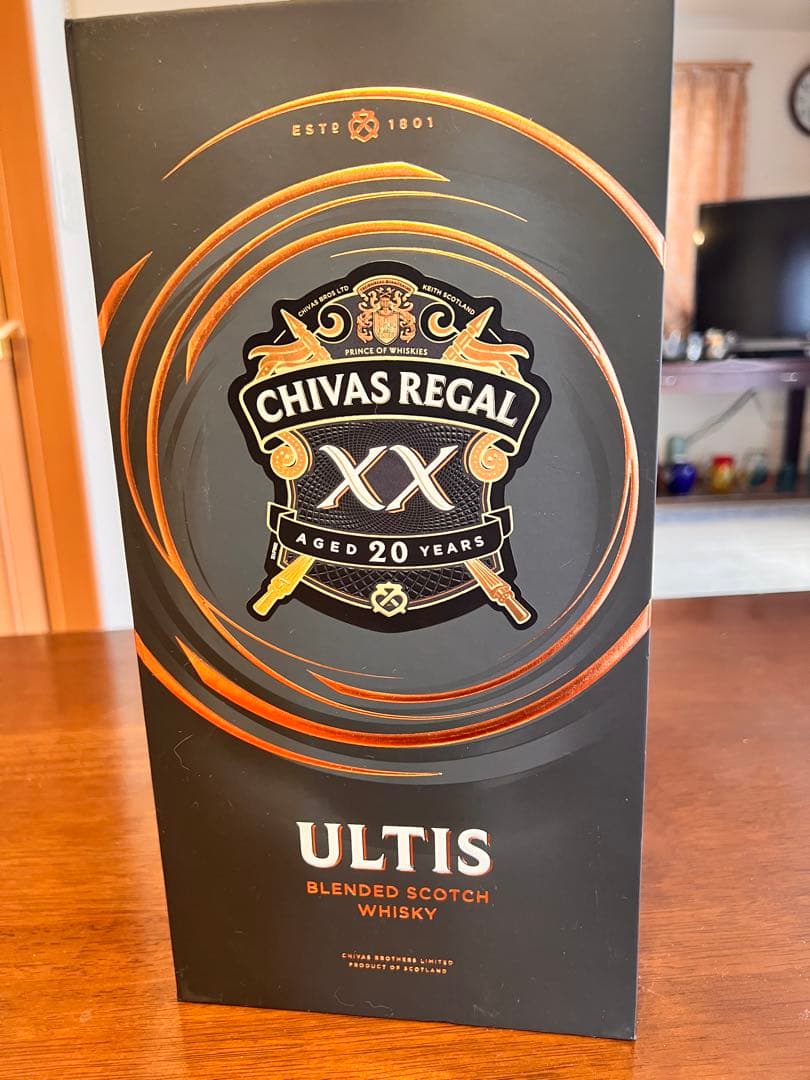 ESTD 1801
CHIVAS BROS LTD KEITH SCOTLAND
PRINCE OF WHISKIES
CHIVAS REGAL
XX
AGED 20 YEARS
ULTIS
BLENDED SCOTCH
WHISKY
CHIVAS BROTHERS LIMITED
PRODUCT OF SCOTLAND